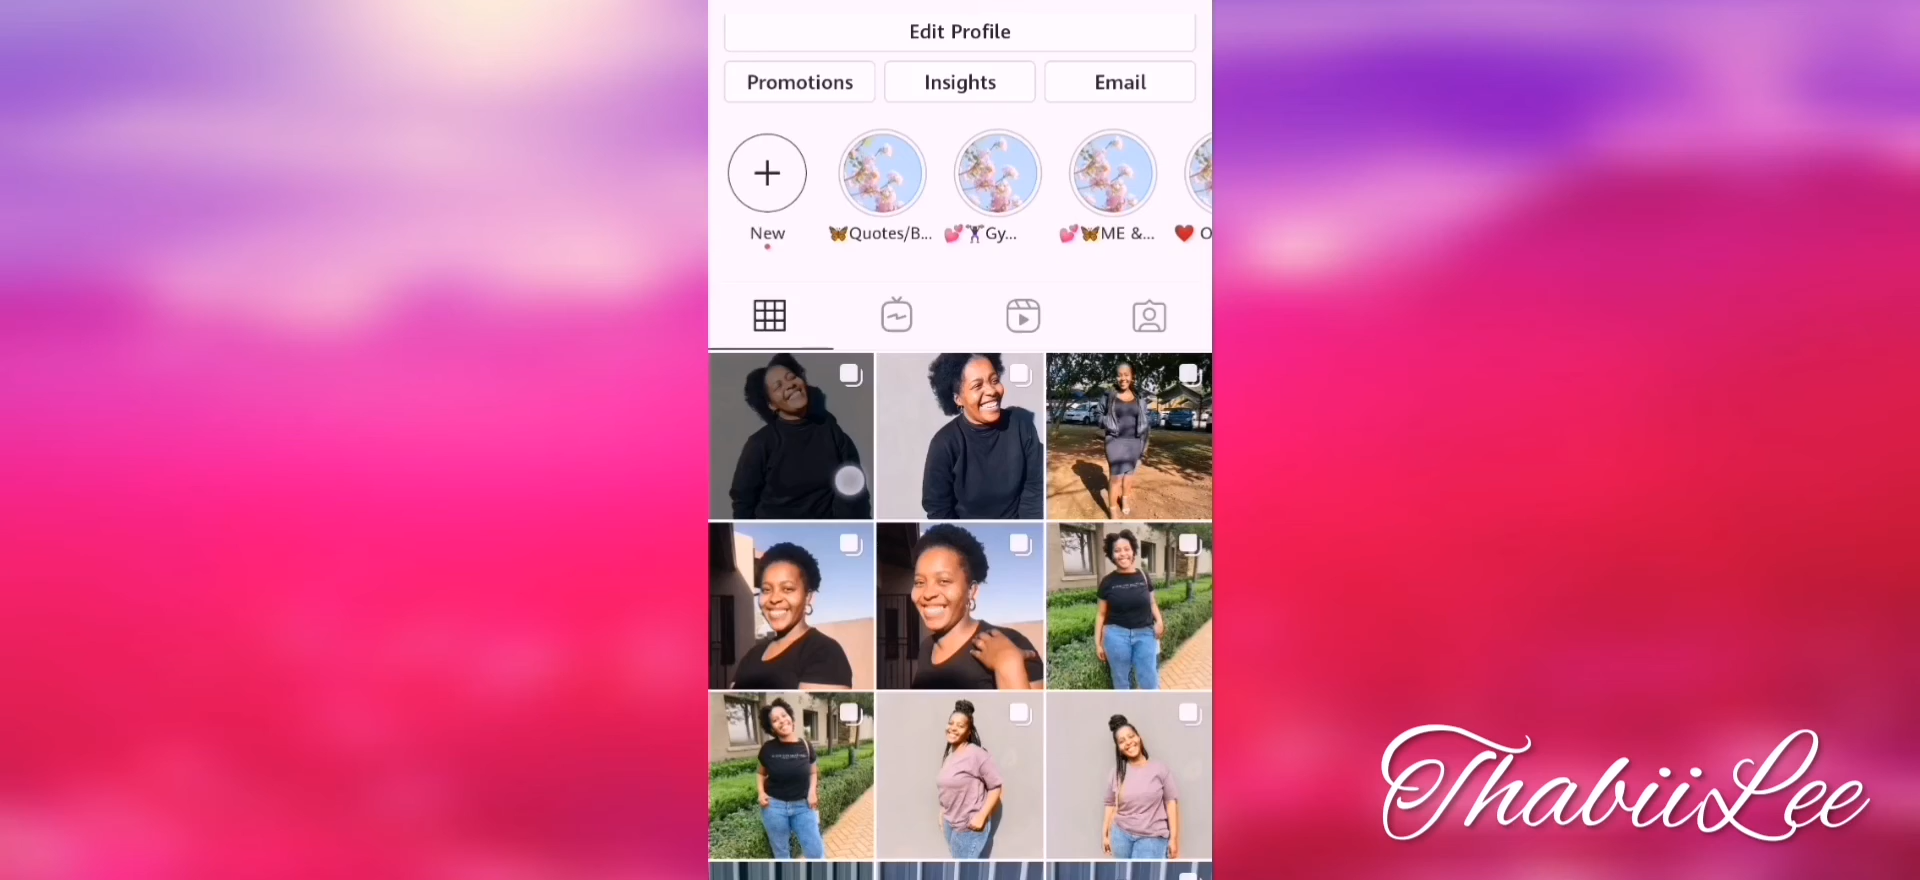 Edit Profile
Promotions
Insights
Email
New
🦋Quotes/B...
💕🏋🏿‍♀️Gy...
💕🦋ME &...
❤️ O
ThabiiLee